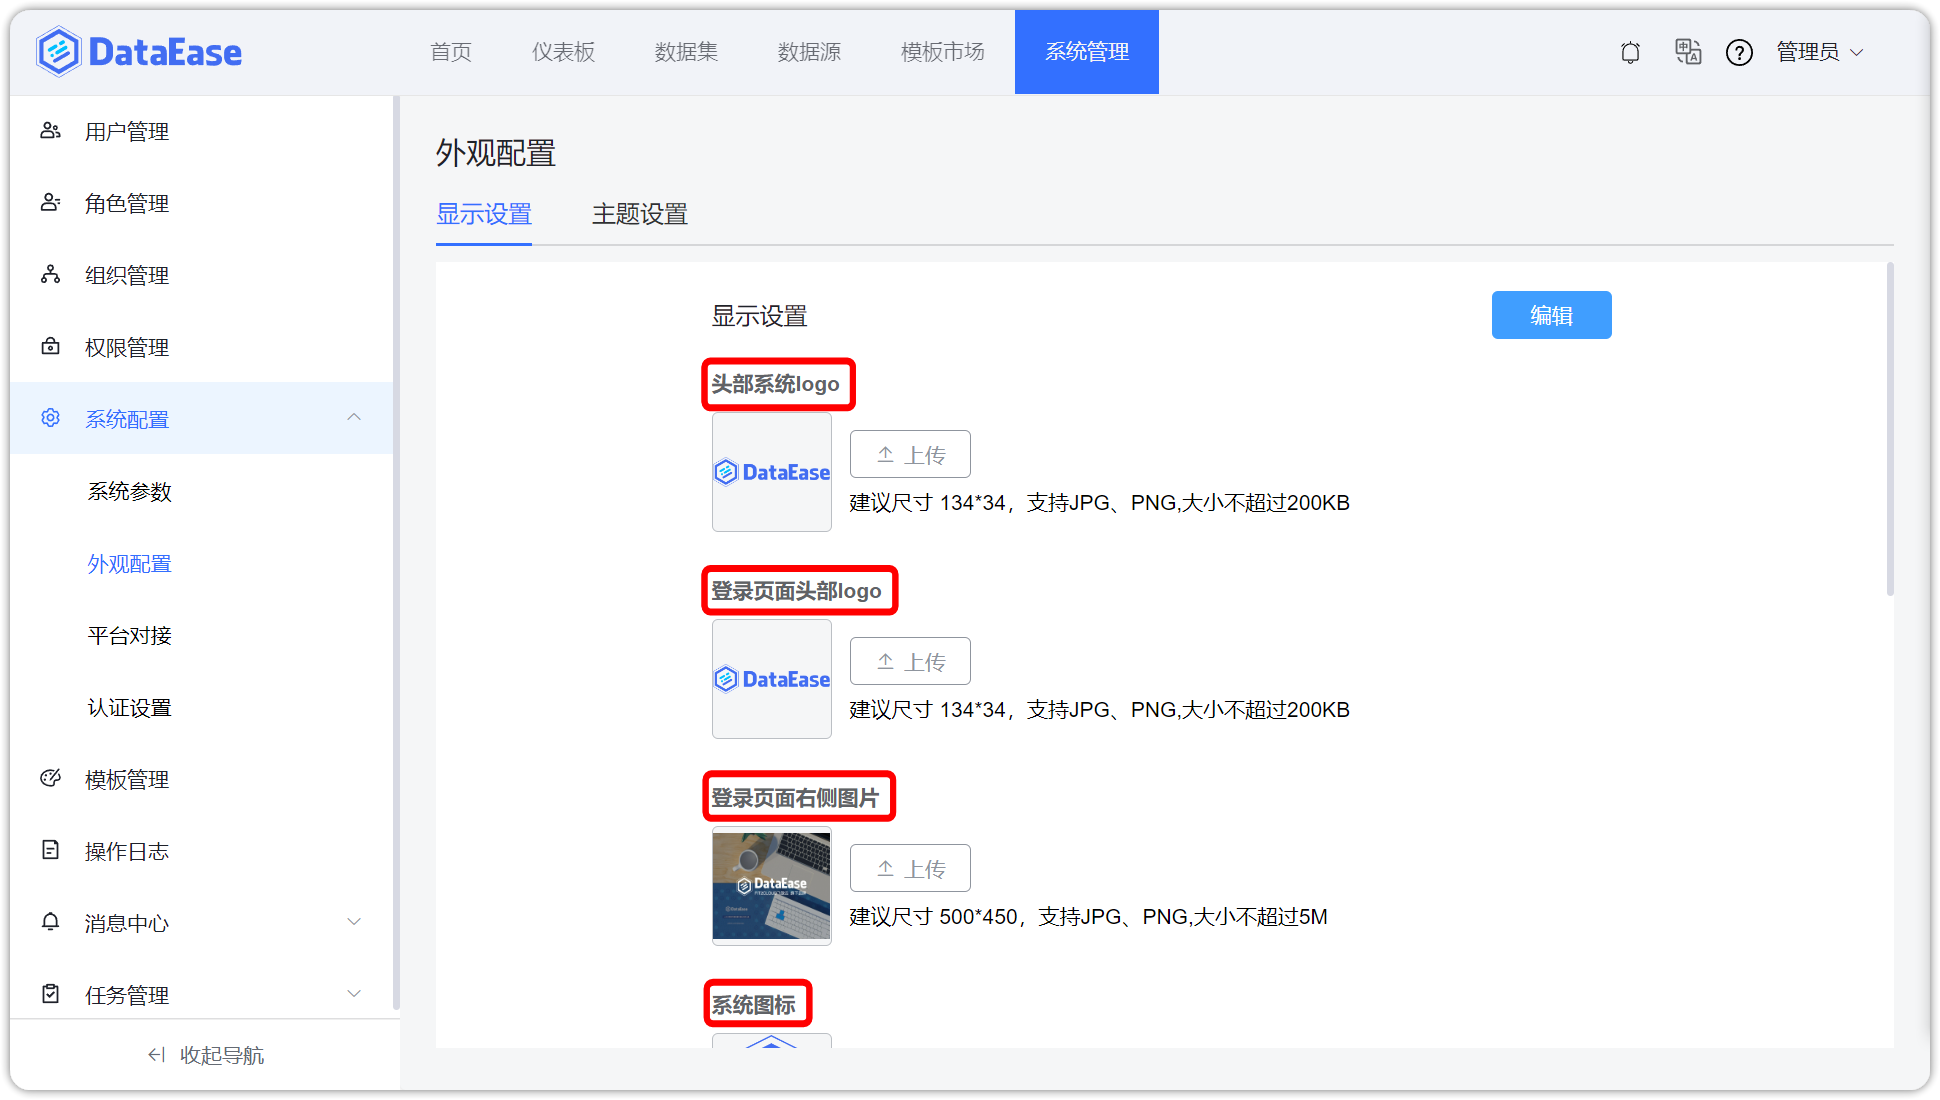 DataEase
首页
仪表板
数据集
数据源
模板市场
系统管理
管理员
用户管理
角色管理
组织管理
权限管理
系统配置
系统参数
外观配置
平台对接
认证设置
模板管理
操作日志
消息中心
任务管理
收起导航
外观配置
显示设置
主题设置
显示设置
编辑
头部系统logo
DataEase
上传
建议尺寸 134*34，支持JPG、PNG,大小不超过200KB
登录页面头部logo
DataEase
上传
建议尺寸 134*34，支持JPG、PNG,大小不超过200KB
登录页面右侧图片
DataEase
上传
建议尺寸 500*450，支持JPG、PNG,大小不超过5M
系统图标